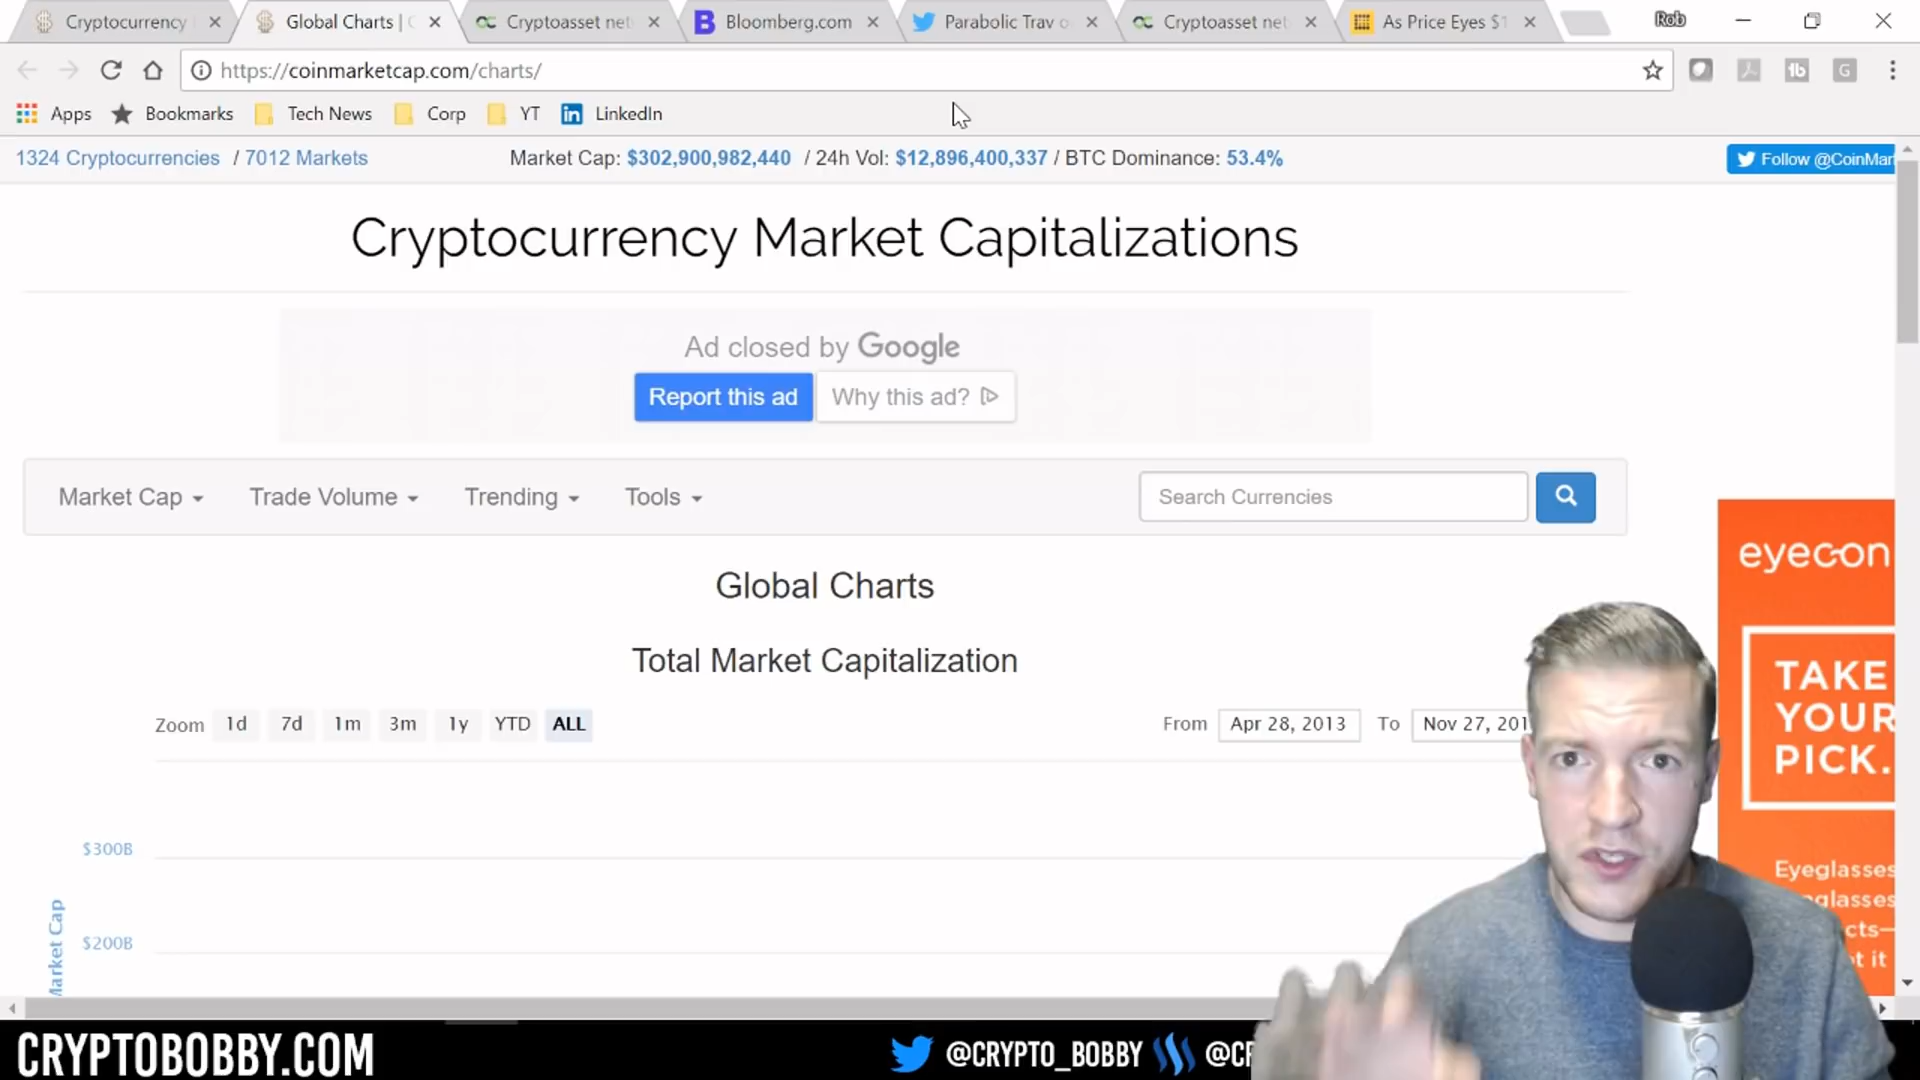 Cryptocurrency
Global Charts | C
Cryptoasset net
Bloomberg.com
Parabolic Trav o
Cryptoasset net
As Price Eyes $1
Rob
https://coinmarketcap.com/charts/
Apps
Bookmarks
Tech News
Corp
YT
LinkedIn
1324 Cryptocurrencies / 7012 Markets
Market Cap: $302,900,982,440 / 24h Vol: $12,896,400,337 / BTC Dominance: 53.4%
Follow @CoinMar
Cryptocurrency Market Capitalizations
Ad closed by Google
Report this ad
Why this ad?
Market Cap
Trade Volume
Trending
Tools
Search Currencies
Global Charts
Total Market Capitalization
Zoom 1d 7d 1m 3m 1y YTD ALL
From Apr 28, 2013 To Nov 27, 201
$300B
$200B
Market Cap
eyecon
TAKE
YOUR
PICK.
Eyeglasses
glasses
cts—
t it
CRYPTOBOBBY.COM
@CRYPTO_BOBBY
@CR